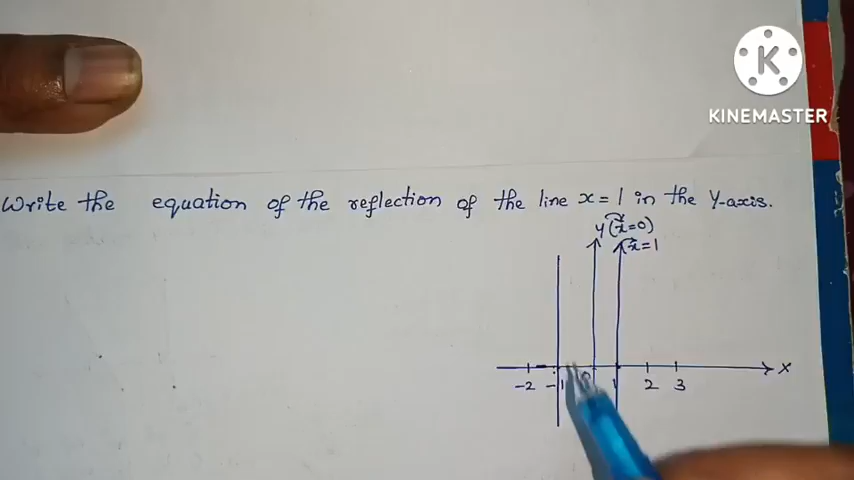 KINEMASTER
Write the equation of the reflection of the line x = 1 in the Y-axis.
y (x=0)
x=1
-2 -1 0 1 2 3 X